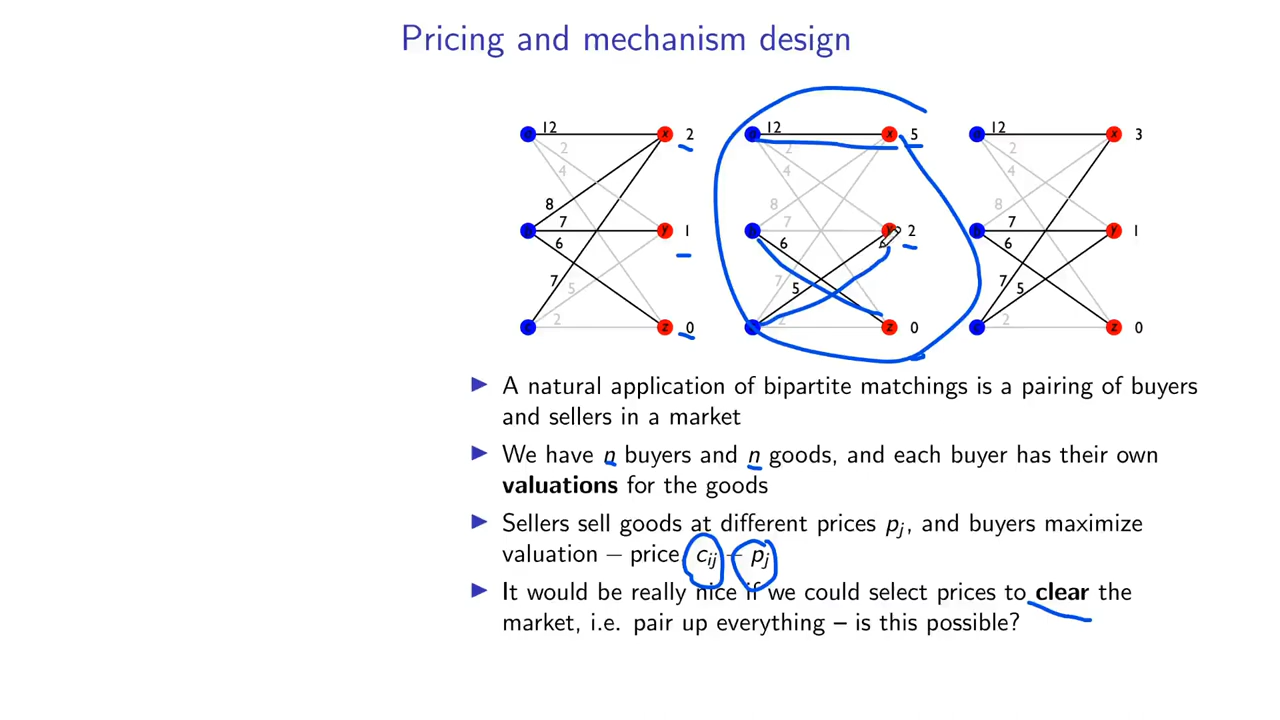 Pricing and mechanism design
12 x 2
2
4
8
7 y 1
6
7 5
c 2 z 0
12 x 5
2
4
8
7 y 2
6
7 5
2 z 0
12 x 3
2
4
8
7 y 1
6
7 5
c 2 z 0
A natural application of bipartite matchings is a pairing of buyers
and sellers in a market
We have n buyers and n goods, and each buyer has their own
valuations for the goods
Sellers sell goods at different prices pj, and buyers maximize
valuation − price cij − pj
It would be really nice if we could select prices to clear the
market, i.e. pair up everything – is this possible?